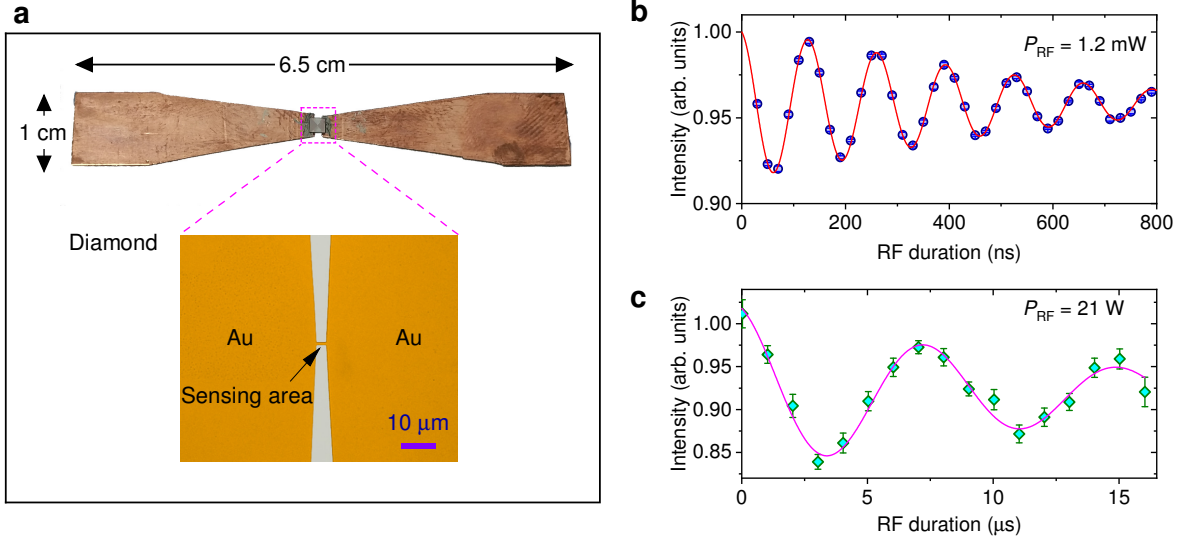 a
6.5 cm
1 cm
Diamond
Au
Au
Sensing area
10 μm
b
P_RF = 1.2 mW
Intensity (arb. units)
1.00
0.95
0.90
0
200
400
600
800
RF duration (ns)
c
P_RF = 21 W
Intensity (arb. units)
1.00
0.95
0.90
0.85
0
5
10
15
RF duration (μs)